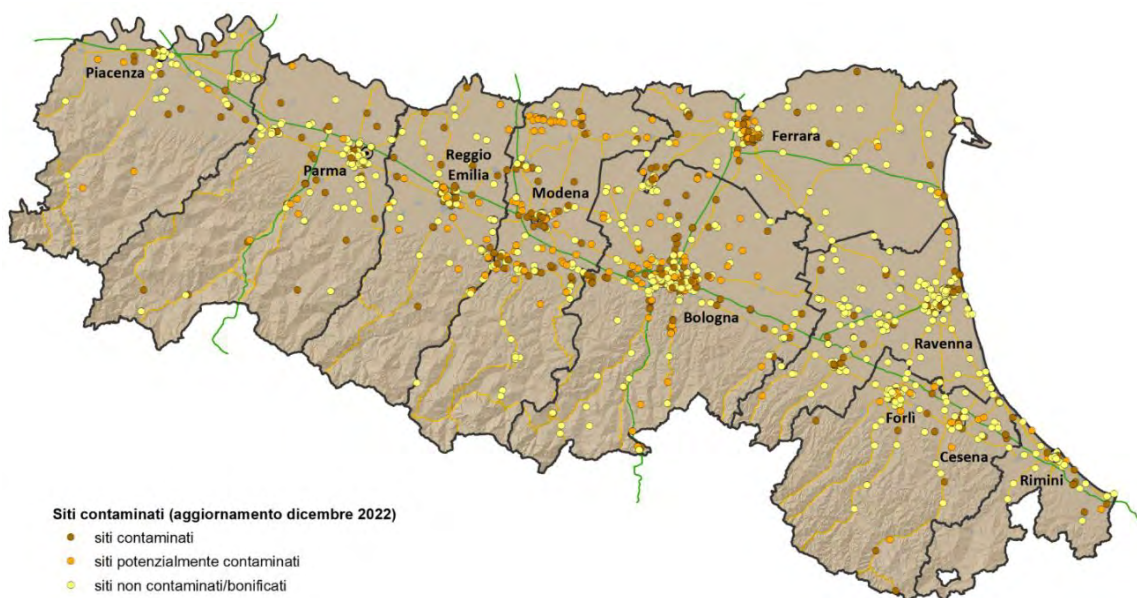 Piacenza
Parma
Reggio
Emilia
Modena
Ferrara
Bologna
Ravenna
Forlì
Cesena
Rimini
Siti contaminati (aggiornamento dicembre 2022)
siti contaminati
siti potenzialmente contaminati
siti non contaminati/bonificati